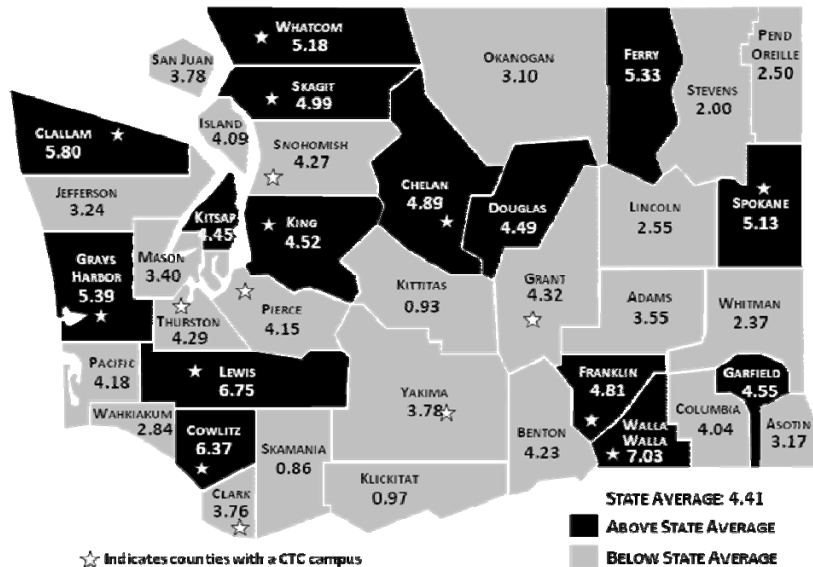 WHATCOM
5.18
SAN JUAN
3.78
SKAGIT
4.99
ISLAND
4.09
SNOHOMISH
4.27
OKANOGAN
3.10
FERRY
5.33
STEVENS
2.00
PEND
OREILLE
2.50
CLALLAM
5.80
JEFFERSON
3.24
KITSAP
4.45
KING
4.52
CHELAN
4.89
DOUGLAS
4.49
LINCOLN
2.55
SPOKANE
5.13
GRAYS
HARBOR
5.39
MASON
3.40
THURSTON
4.29
PIERCE
4.15
KITTITAS
0.93
GRANT
4.32
ADAMS
3.55
WHITMAN
2.37
PACIFIC
4.18
LEWIS
6.75
WAHKIAKUM
2.84
COWLITZ
6.37
SKAMANIA
0.86
YAKIMA
3.78
BENTON
4.23
FRANKLIN
4.81
WALLA
WALLA
7.03
COLUMBIA
4.04
GARFIELD
4.55
ASOTIN
3.17
CLARK
3.76
KLICKITAT
0.97
STATE AVERAGE: 4.41
ABOVE STATE AVERAGE
BELOW STATE AVERAGE
Indicates counties with a CTC campus